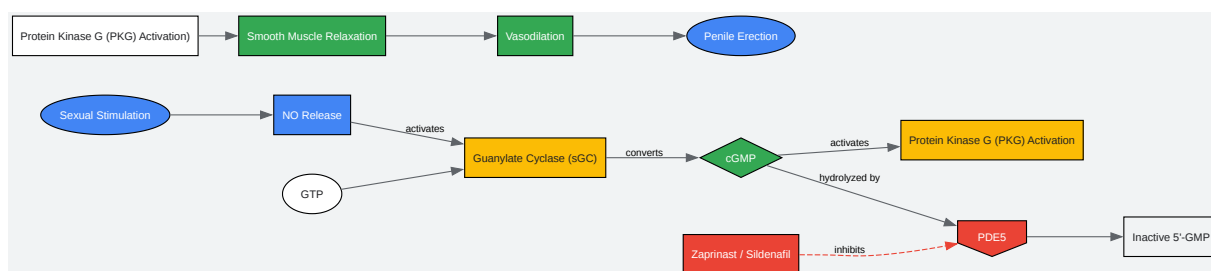 Protein Kinase G (PKG) Activation)
Smooth Muscle Relaxation
Vasodilation
Penile Erection
Sexual Stimulation
NO Release
activates
Guanylate Cyclase (sGC)
converts
cGMP
activates
Protein Kinase G (PKG) Activation
GTP
hydrolyzed by
PDE5
Inactive 5'-GMP
Zaprinast / Sildenafil
inhibits